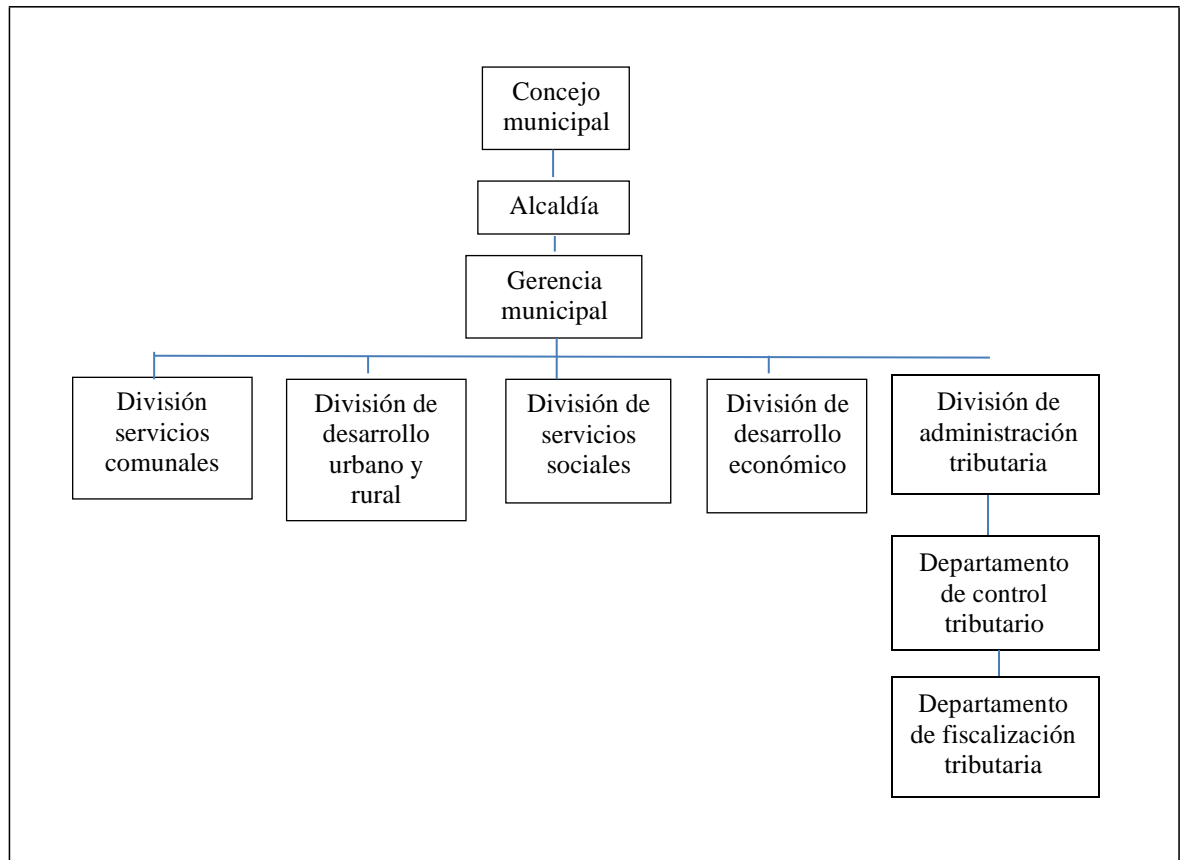 Concejo
municipal
Alcaldía
Gerencia
municipal
División
servicios
comunales
División de
desarrollo
urbano y
rural
División de
servicios
sociales
División de
desarrollo
económico
División de
administración
tributaria
Departamento
de control
tributario
Departamento
de fiscalización
tributaria